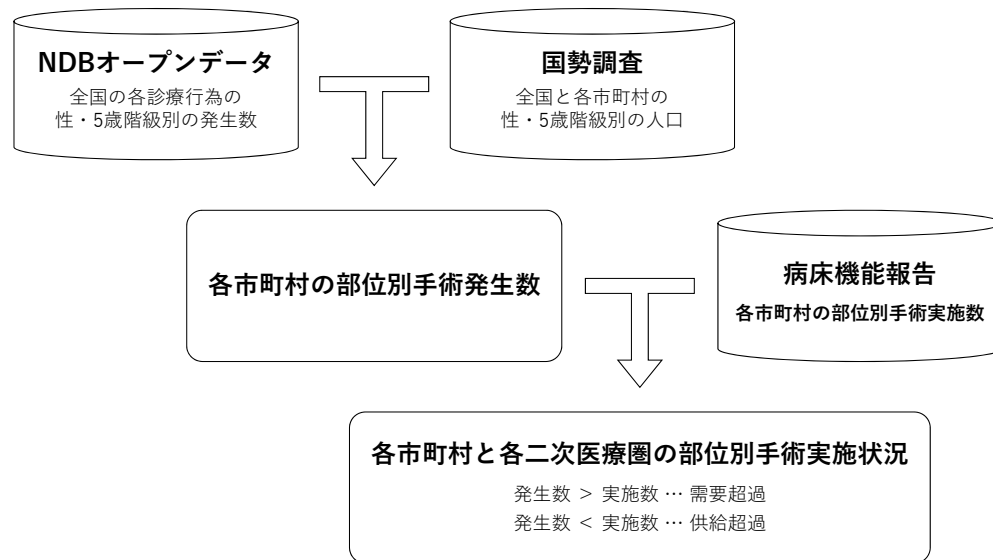 NDBオープンデータ
全国の各診療行為の
性・5歳階級別の発生数
国勢調査
全国と各市町村の
性・5歳階級別の人口
各市町村の部位別手術発生数
病床機能報告
各市町村の部位別手術実施数
各市町村と各二次医療圏の部位別手術実施状況
発生数 > 実施数 … 需要超過
発生数 < 実施数 … 供給超過